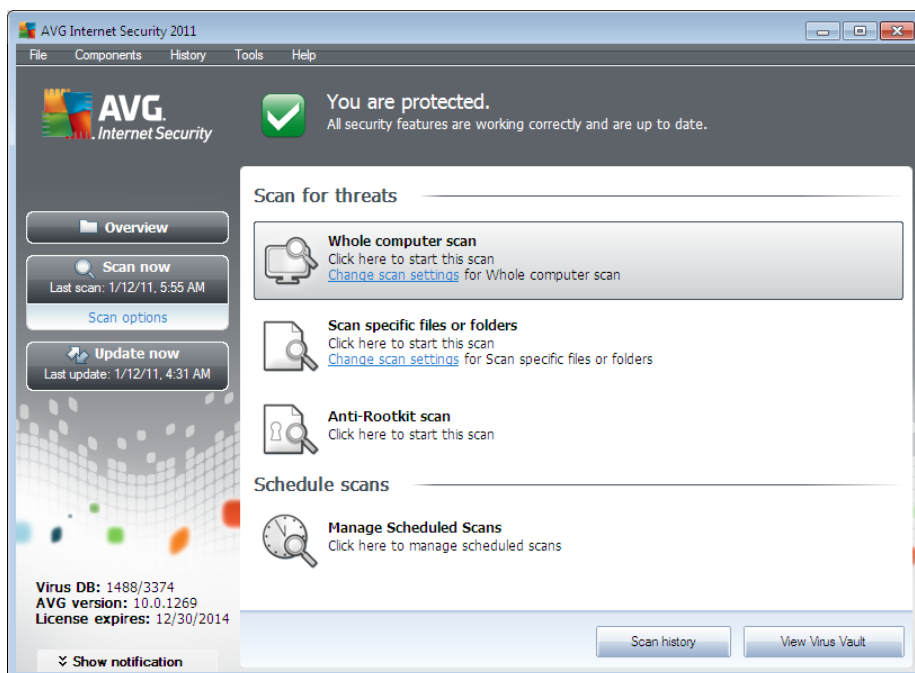 AVG Internet Security 2011
File Components History Tools Help
AVG.
Internet Security
You are protected.
All security features are working correctly and are up to date.
Overview
Scan now
Last scan: 1/12/11, 5:55 AM
Scan options
Update now
Last update: 1/12/11, 4:31 AM
Virus DB: 1488/3374
AVG version: 10.0.1269
License expires: 12/30/2014
Show notification
Scan for threats
Whole computer scan
Click here to start this scan
Change scan settings for Whole computer scan
Scan specific files or folders
Click here to start this scan
Change scan settings for Scan specific files or folders
Anti-Rootkit scan
Click here to start this scan
Schedule scans
Manage Scheduled Scans
Click here to manage scheduled scans
Scan history
View Virus Vault